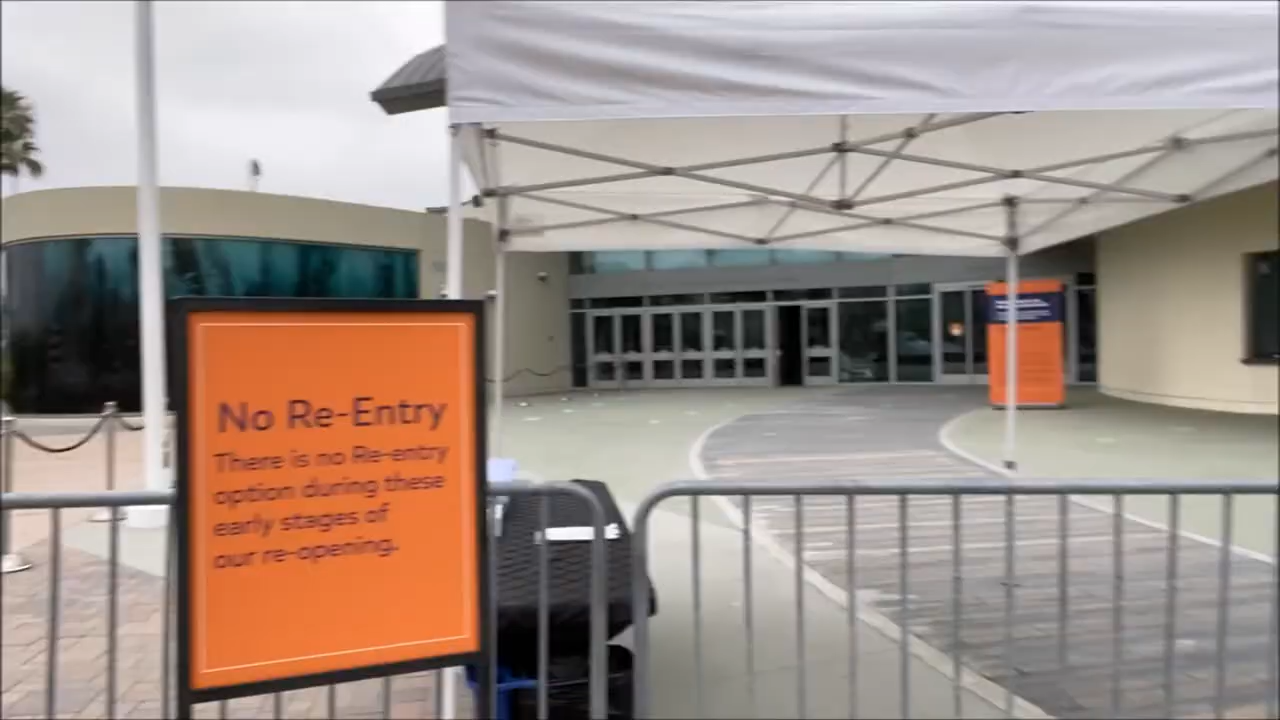 No Re-Entry
There is no Re-entry
option during these
early stages of
our re-opening.